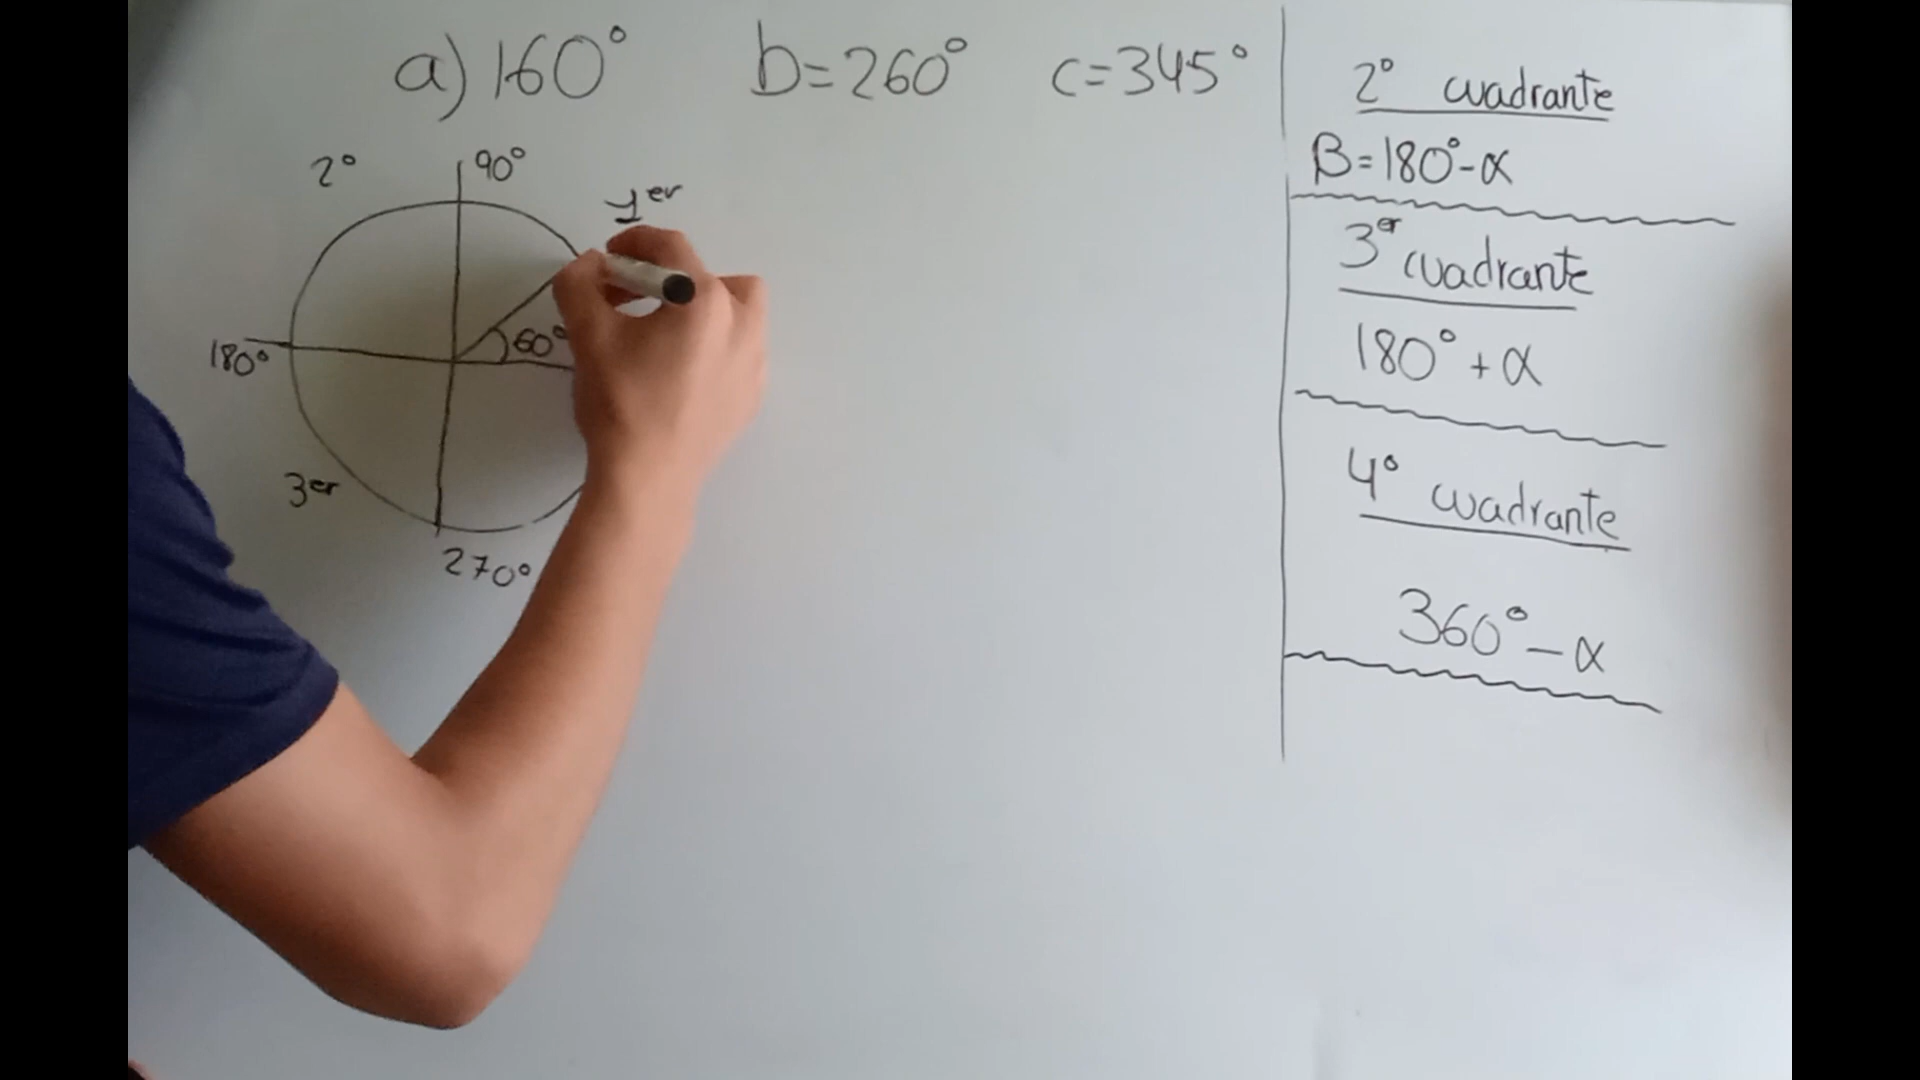 a) 160° b=260° c=345°
2° 90° 1er
60°
180°
3er
270°
2° cuadrante
B=180°-α
3er cuadrante
180°+α
4° cuadrante
360°-α